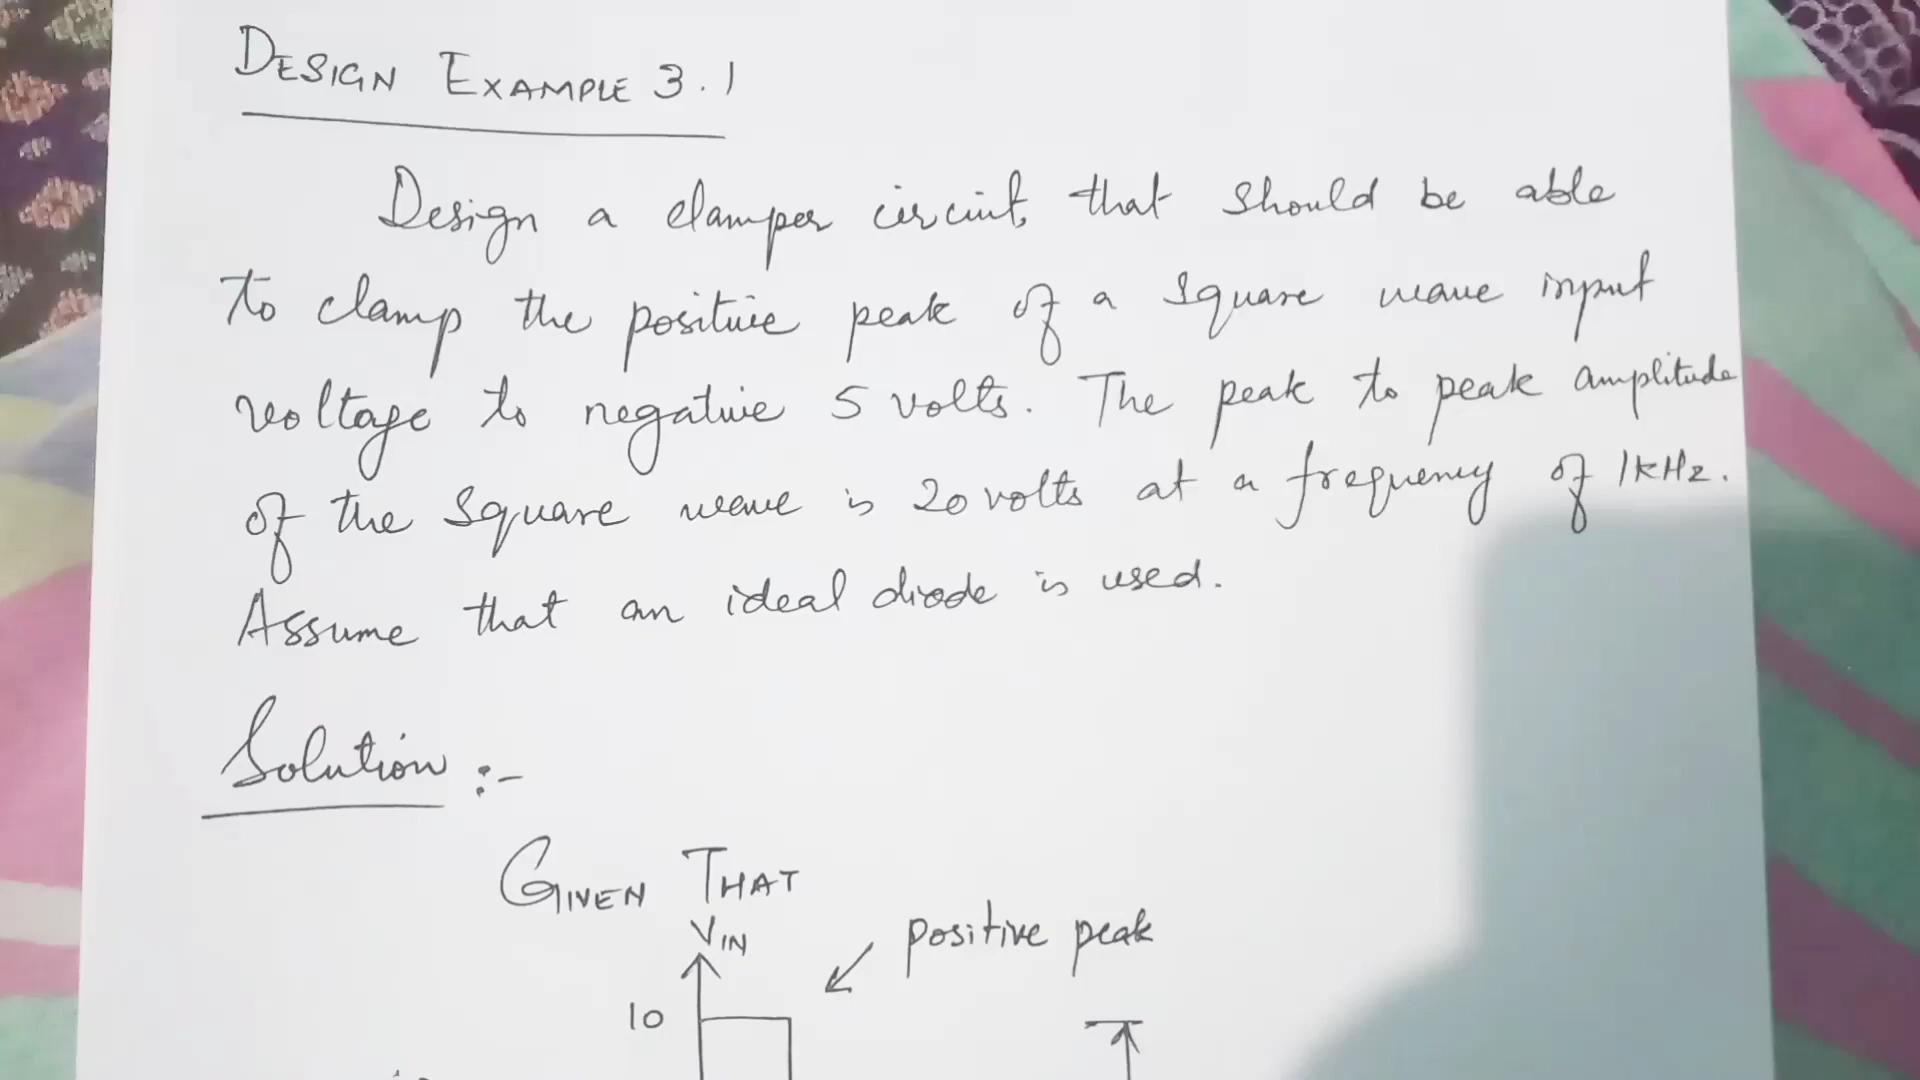 DESIGN EXAMPLE 3.1
Design a clamper circuit that should be able
to clamp the positive peak of a square wave input
voltage to negative 5 volts. The peak to peak amplitude
of the square wave is 20 volts at a frequency of 1kHz.
Assume that an ideal diode is used.
Solution :-
GIVEN THAT
VIN
positive peak
10